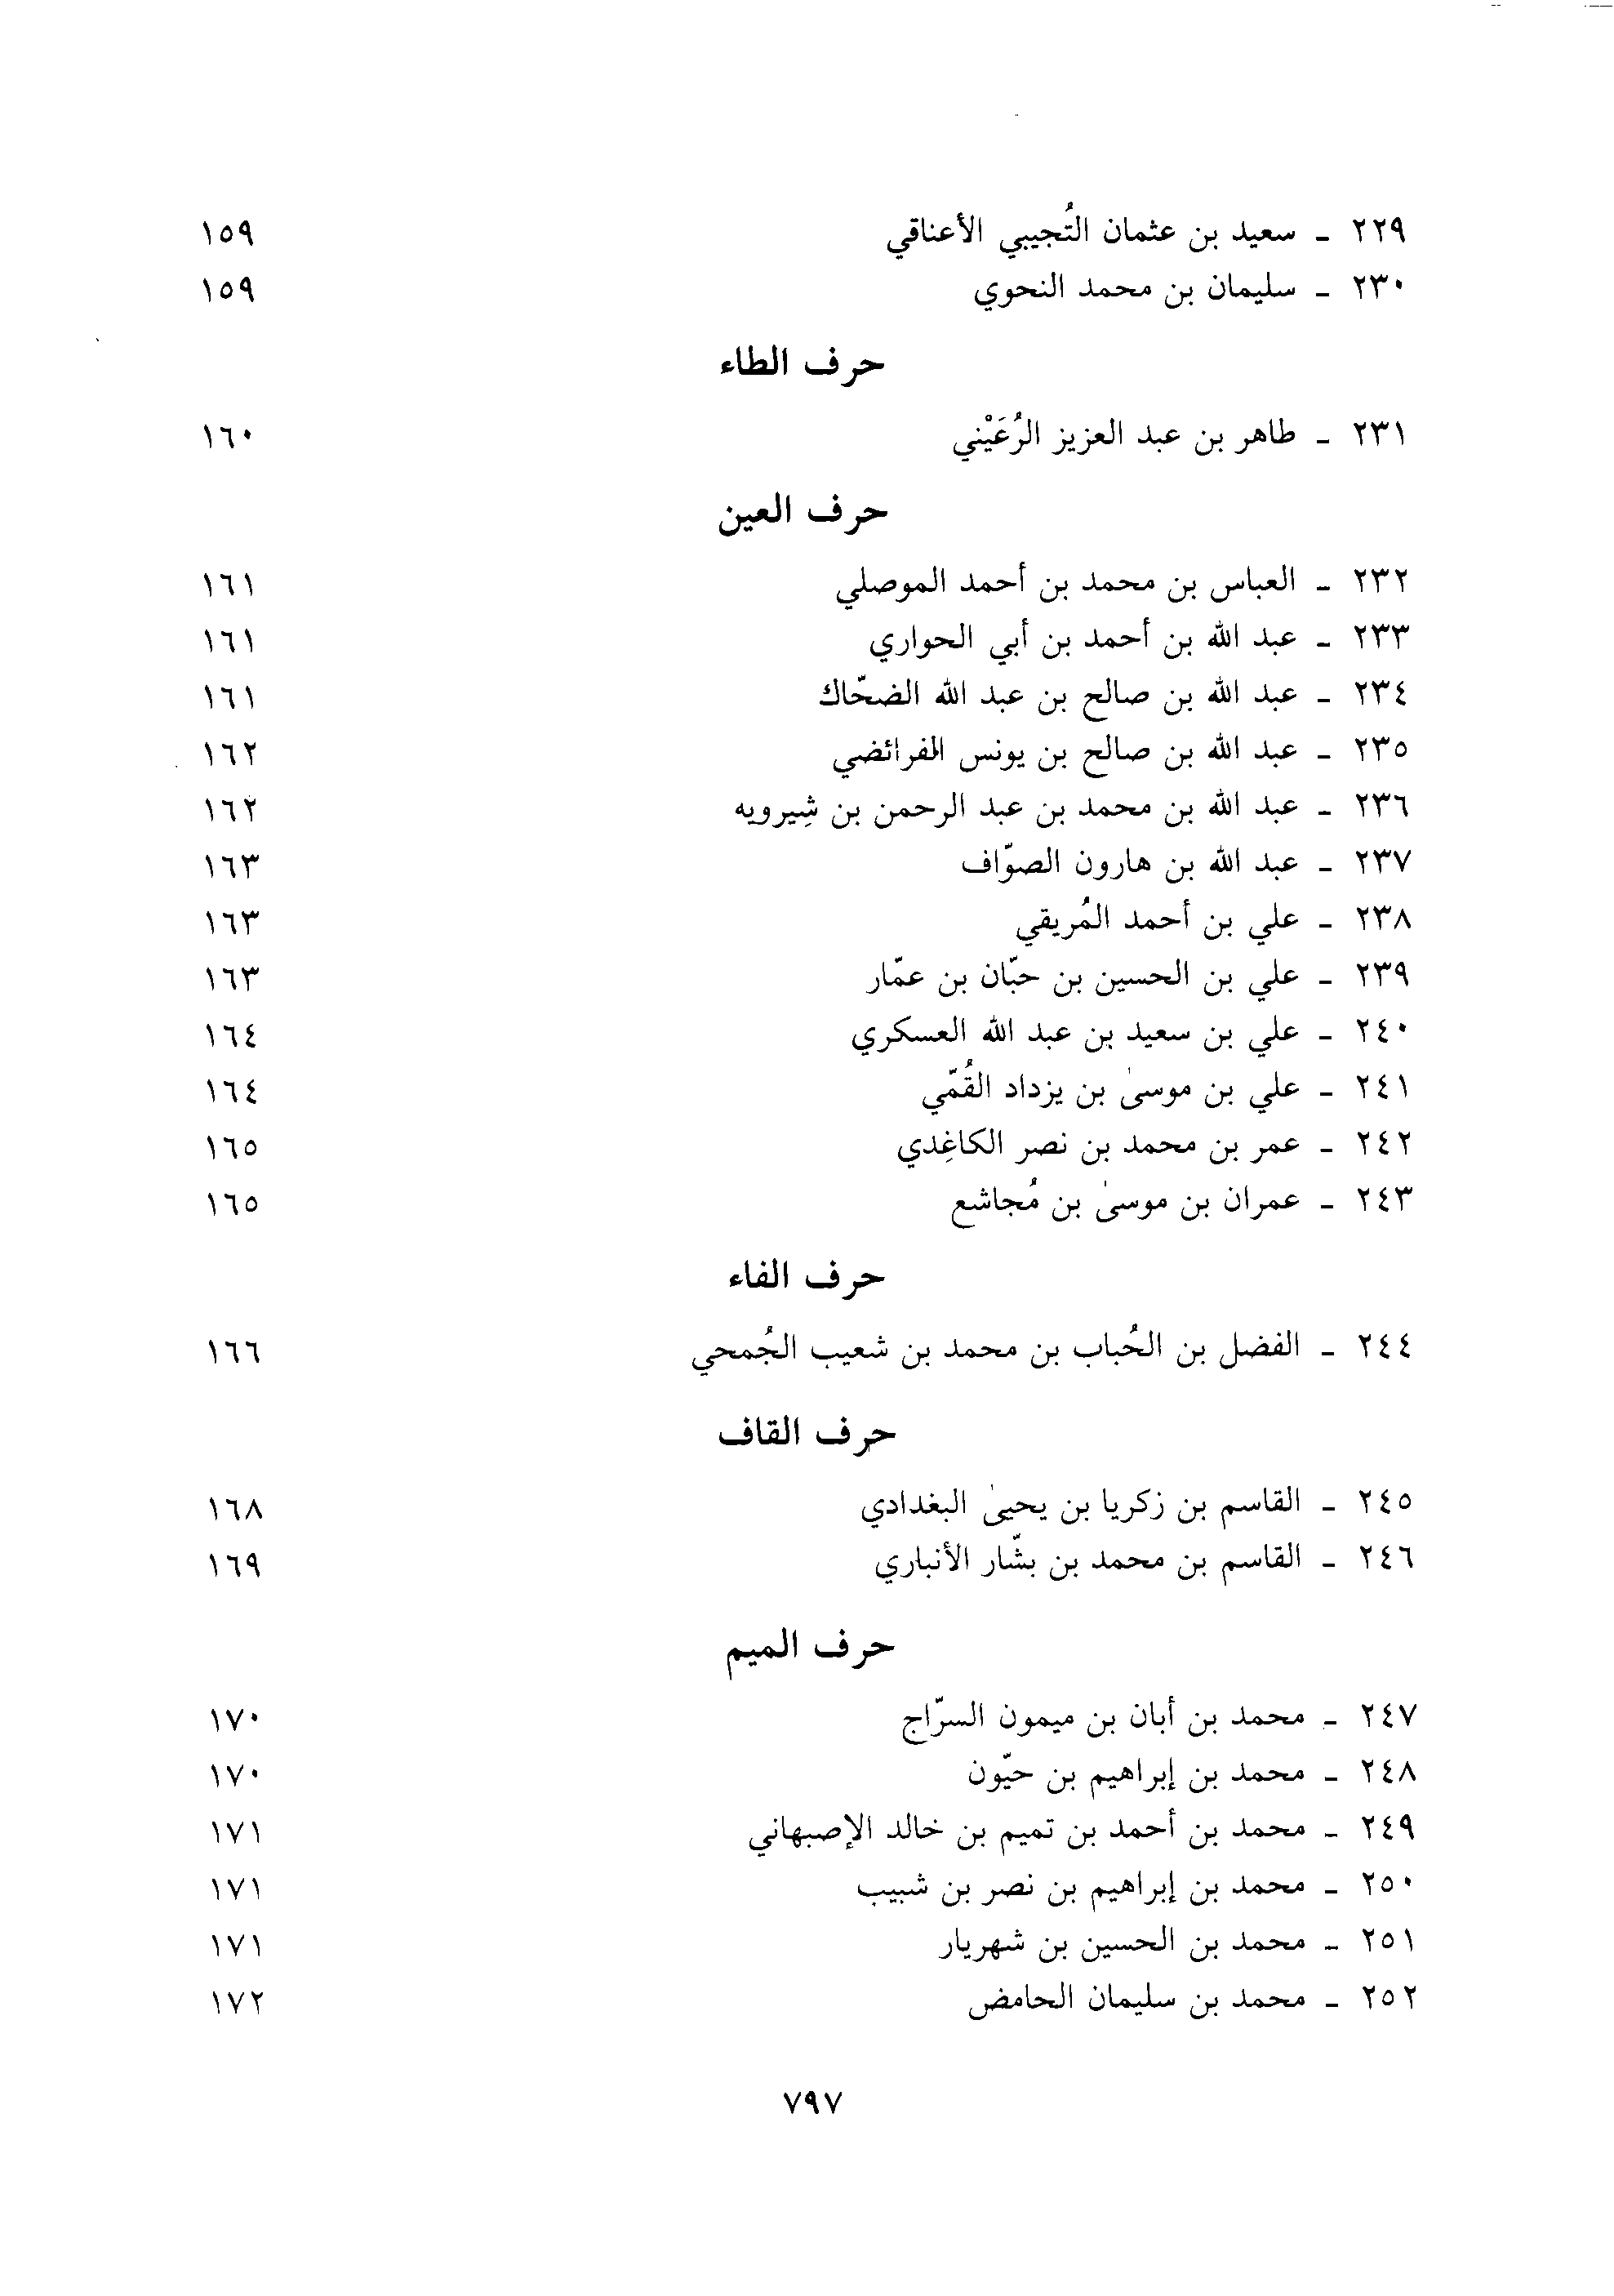 ٢٢٩ - سعيد بن عثمان التُجيبي الأعناقي ١٥٩
٢٣٠ - سليمان بن محمد النحوي ١٥٩
حرف الطاء
٢٣١ - طاهر بن عبد العزيز الرُعَيْني ١٦٠
حرف العين
٢٣٢ - العباس بن محمد بن أحمد الموصلي ١٦١
٢٣٣ - عبد الله بن أحمد بن أبي الحواري ١٦١
٢٣٤ - عبد الله بن صالح بن عبد الله الضحّاك ١٦١
٢٣٥ - عبد الله بن صالح بن يونس الفرائضي ١٦٢
٢٣٦ - عبد الله بن محمد بن عبد الرحمن بن شِيرويه ١٦٢
٢٣٧ - عبد الله بن هارون الصوّاف ١٦٣
٢٣٨ - علي بن أحمد المُريقي ١٦٣
٢٣٩ - علي بن الحسين بن حبّان بن عمّار ١٦٣
٢٤٠ - علي بن سعيد بن عبد الله العسكري ١٦٤
٢٤١ - علي بن موسىٰ بن يزداد القُمّي ١٦٤
٢٤٢ - عمر بن محمد بن نصر الكاغِدي ١٦٥
٢٤٣ - عمران بن موسىٰ بن مُجاشع ١٦٥
حرف الفاء
٢٤٤ - الفضل بن الحُباب بن محمد بن شعيب الجُمحي ١٦٦
حرف القاف
٢٤٥ - القاسم بن زكريا بن يحيىٰ البغدادي ١٦٨
٢٤٦ - القاسم بن محمد بن بشّار الأنباري ١٦٩
حرف الميم
٢٤٧ - محمد بن أبان بن ميمون السرّاج ١٧٠
٢٤٨ - محمد بن إبراهيم بن حيّون ١٧٠
٢٤٩ - محمد بن أحمد بن تميم بن خالد الإصبهاني ١٧١
٢٥٠ - محمد بن إبراهيم بن نصر بن شبيب ١٧١
٢٥١ - محمد بن الحسين بن شهريار ١٧١
٢٥٢ - محمد بن سليمان الحامض ١٧٢
٧٩٧